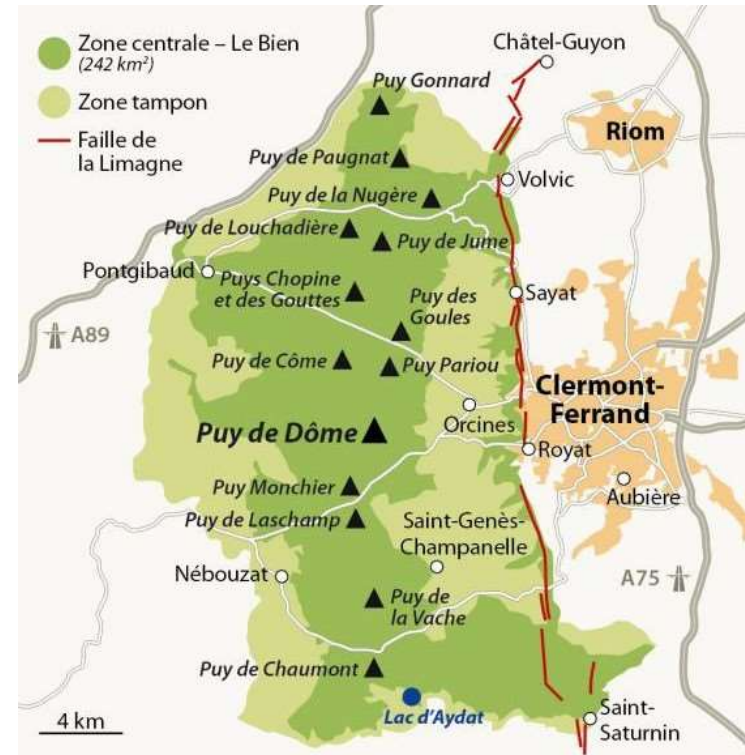 Zone centrale – Le Bien
(242 km²)
Zone tampon
Faille de
la Limagne
Châtel-Guyon
Puy Gonnard
Riom
Puy de Paugnat
Volvic
Puy de la Nugère
Puy de Louchadière
Puy de Jume
Pontgibaud
Puys Chopine
et des Gouttes
Sayat
Puy des
Goules
A89
Puy de Côme
Puy Pariou
Clermont-
Ferrand
Orcines
Puy de Dôme
Royat
Puy Monchier
Aubière
Puy de Laschamp
Saint-Genès-
Champanelle
Nébouzat
A75
Puy de
la Vache
Puy de Chaumont
Lac d'Aydat
4 km
Saint-
Saturnin